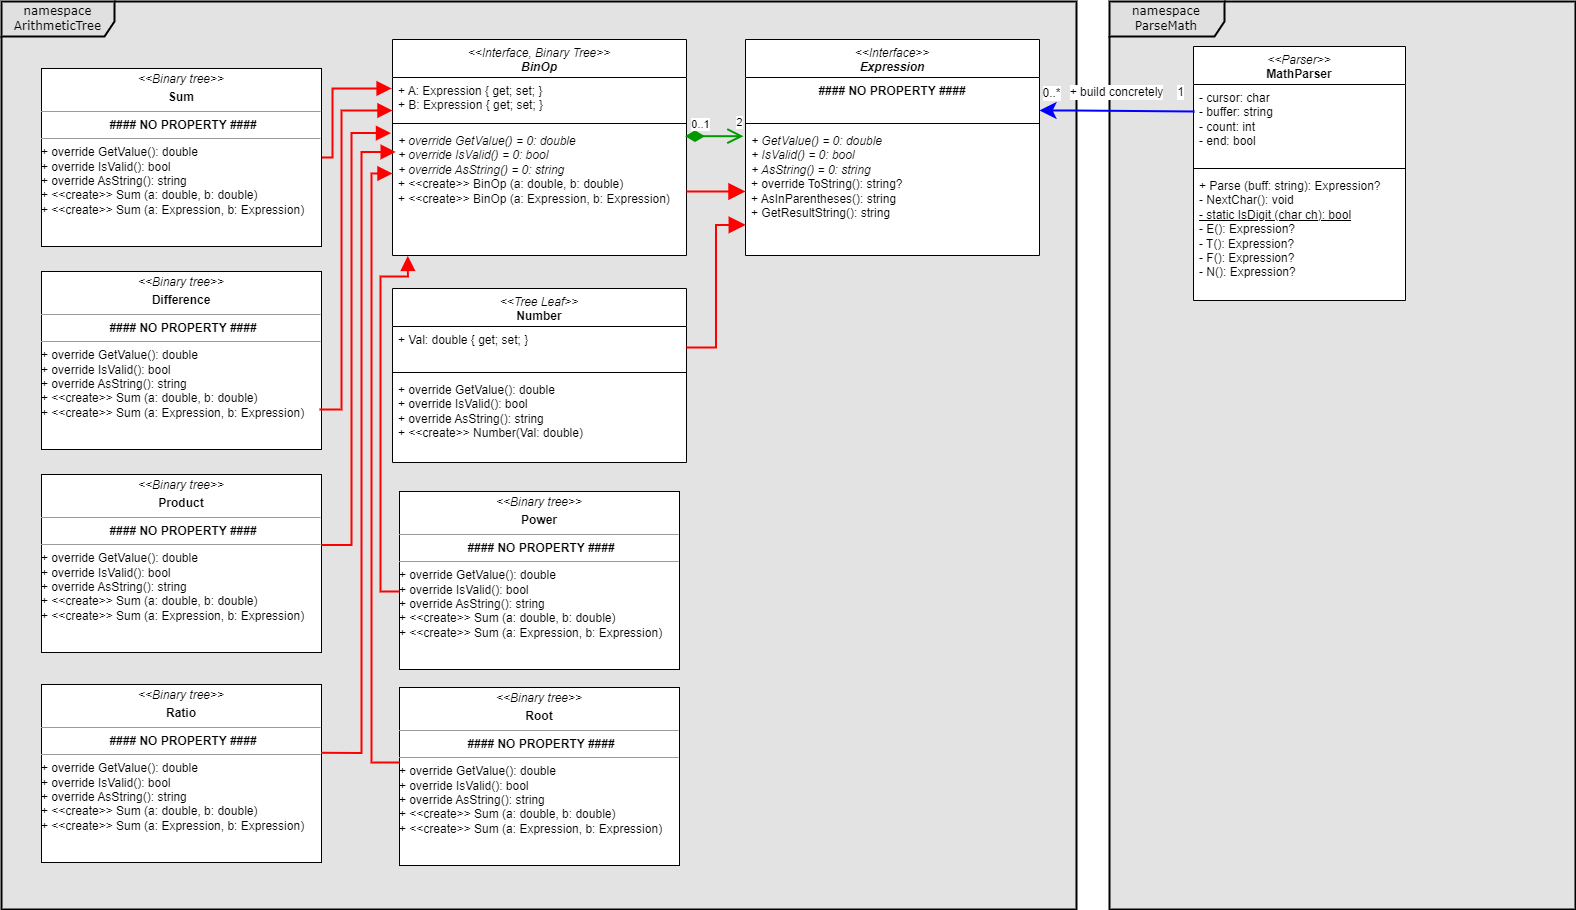 namespace
ArithmeticTree
<<Binary tree>>
Sum
#### NO PROPERTY ####
+ override GetValue(): double
+ override IsValid(): bool
+ override AsString(): string
+ <<create>> Sum (a: double, b: double)
+ <<create>> Sum (a: Expression, b: Expression)
<<Binary tree>>
Difference
#### NO PROPERTY ####
+ override GetValue(): double
+ override IsValid(): bool
+ override AsString(): string
+ <<create>> Sum (a: double, b: double)
+ <<create>> Sum (a: Expression, b: Expression)
<<Binary tree>>
Product
#### NO PROPERTY ####
+ override GetValue(): double
+ override IsValid(): bool
+ override AsString(): string
+ <<create>> Sum (a: double, b: double)
+ <<create>> Sum (a: Expression, b: Expression)
<<Binary tree>>
Ratio
#### NO PROPERTY ####
+ override GetValue(): double
+ override IsValid(): bool
+ override AsString(): string
+ <<create>> Sum (a: double, b: double)
+ <<create>> Sum (a: Expression, b: Expression)
<<Interface, Binary Tree>>
BinOp
+ A: Expression { get; set; }
+ B: Expression { get; set; }
+ override GetValue() = 0: double
+ override IsValid() = 0: bool
+ override AsString() = 0: string
+ <<create>> BinOp (a: double, b: double)
+ <<create>> BinOp (a: Expression, b: Expression)
0..1
2
<<Tree Leaf>>
Number
+ Val: double { get; set; }
+ override GetValue(): double
+ override IsValid(): bool
+ override AsString(): string
+ <<create>> Number(Val: double)
<<Binary tree>>
Power
#### NO PROPERTY ####
+ override GetValue(): double
+ override IsValid(): bool
+ override AsString(): string
+ <<create>> Sum (a: double, b: double)
+ <<create>> Sum (a: Expression, b: Expression)
<<Binary tree>>
Root
#### NO PROPERTY ####
+ override GetValue(): double
+ override IsValid(): bool
+ override AsString(): string
+ <<create>> Sum (a: double, b: double)
+ <<create>> Sum (a: Expression, b: Expression)
<<Interface>>
Expression
#### NO PROPERTY ####
+ GetValue() = 0: double
+ IsValid() = 0: bool
+ AsString() = 0: string
+ override ToString(): string?
+ AsInParentheses(): string
+ GetResultString(): string
0..*
+ build concretely
1
namespace
ParseMath
<<Parser>>
MathParser
- cursor: char
- buffer: string
- count: int
- end: bool
+ Parse (buff: string): Expression?
- NextChar(): void
- static IsDigit (char ch): bool
- E(): Expression?
- T(): Expression?
- F(): Expression?
- N(): Expression?